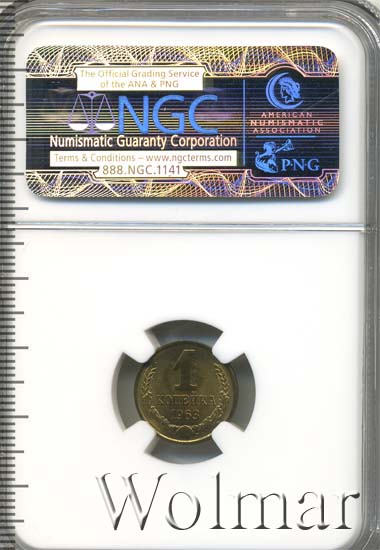 The Official Grading Service
of the ANA & PNG
NGC
Numismatic Guaranty Corporation
Terms & Conditions – www.ngcterms.com
888.NGC.1141
AMERICAN
NUMISMATIC
ASSOCIATION
PNG
1
КОПЕЙКА
1963
Wolmar